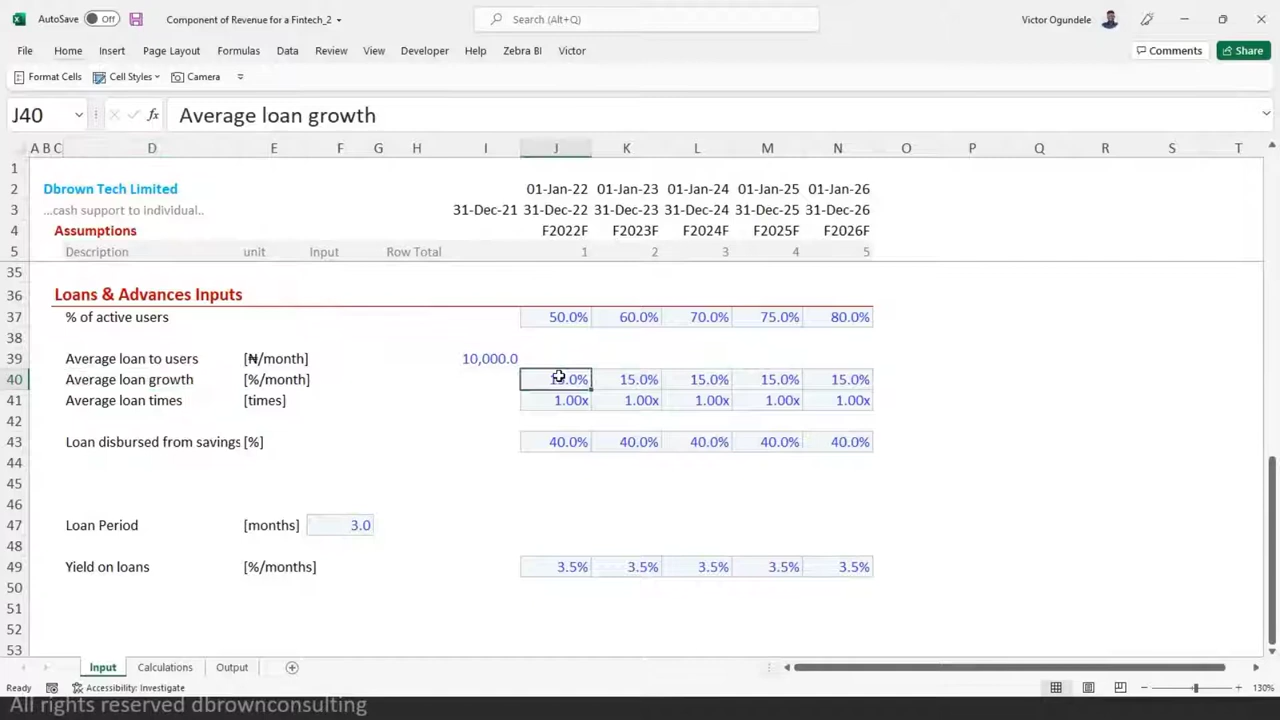 AutoSave Off Component of Revenue for a Fintech_2 Search (Alt+Q) Victor Ogundele
File Home Insert Page Layout Formulas Data Review View Developer Help Zebra BI Victor Comments Share
Format Cells Cell Styles Camera
J40 fx Average loan growth
A B C D E F G H I J K L M N O P Q R S T
1
2 Dbrown Tech Limited 01-Jan-22 01-Jan-23 01-Jan-24 01-Jan-25 01-Jan-26
3 ...cash support to individual.. 31-Dec-21 31-Dec-22 31-Dec-23 31-Dec-24 31-Dec-25 31-Dec-26
4 Assumptions F2022F F2023F F2024F F2025F F2026F
5 Description unit Input Row Total 1 2 3 4 5
35
36 Loans & Advances Inputs
37 % of active users 50.0% 60.0% 70.0% 75.0% 80.0%
38
39 Average loan to users [₦/month] 10,000.0
40 Average loan growth [%/month] 15.0% 15.0% 15.0% 15.0%
41 Average loan times [times] 1.00x 1.00x 1.00x 1.00x 1.00x
42
43 Loan disbursed from savings [%] 40.0% 40.0% 40.0% 40.0% 40.0%
44
45
46
47 Loan Period [months] 3.0
48
49 Yield on loans [%/months] 3.5% 3.5% 3.5% 3.5% 3.5%
50
51
52
53
Input Calculations Output
Ready Accessibility: Investigate 130%
All rights reserved dbrownconsulting